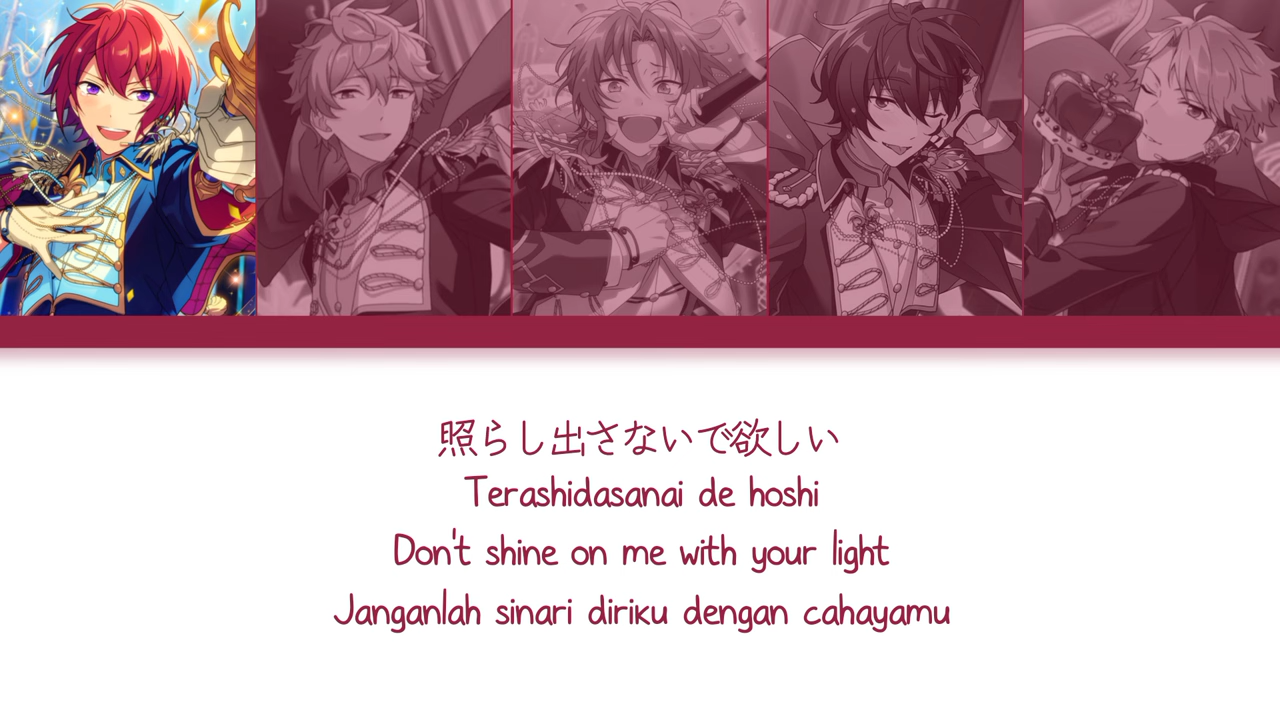 照らし出さないで欲しい
Terashidasanai de hoshi
Don't shine on me with your light
Janganlah sinari diriku dengan cahayamu